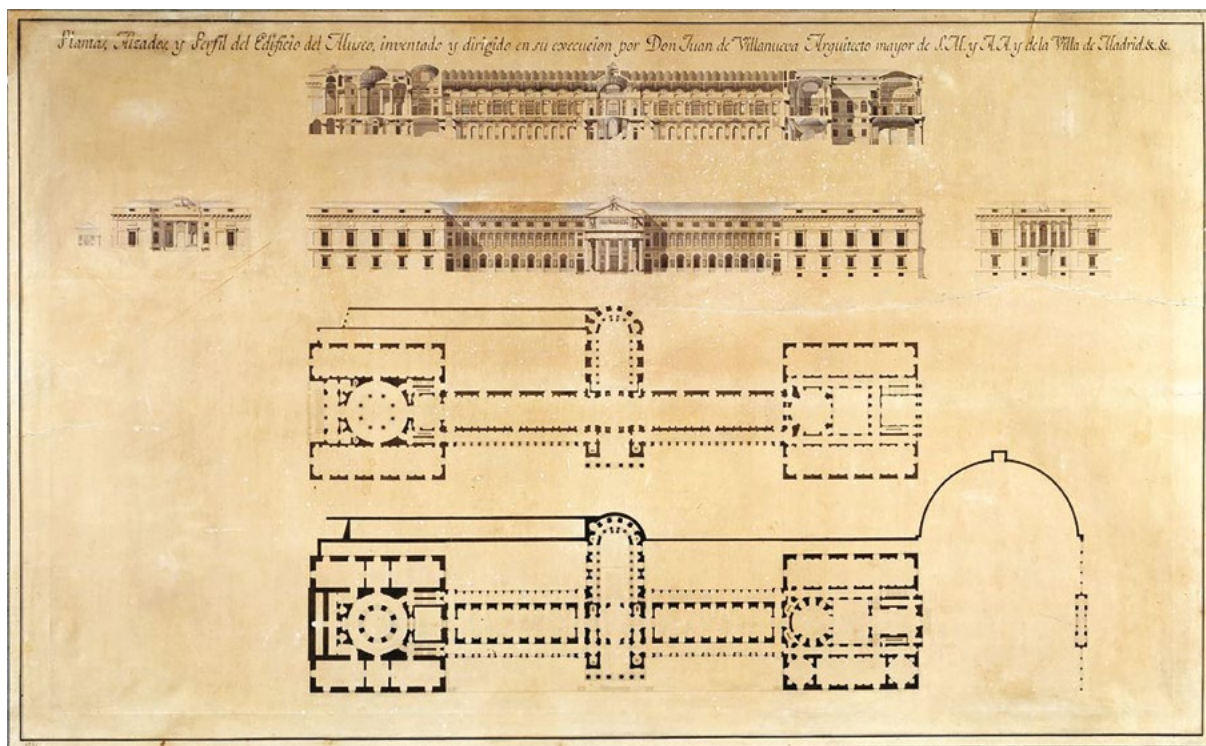 Plantas, Alzados, y Perfil del Edificio del Museo, inventado y dirigido en su execucion por Don Juan de Villanueva Arquitecto mayor de S.M. y A.A. y de la Villa de Madrid. &. &.